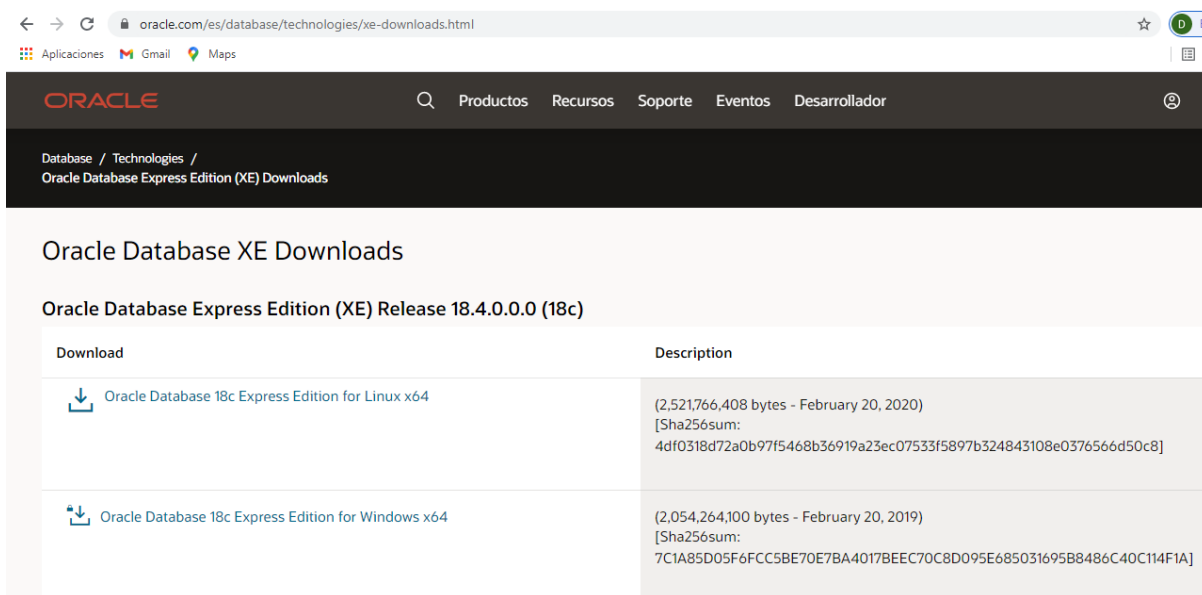 oracle.com/es/database/technologies/xe-downloads.html
D
Aplicaciones Gmail Maps
ORACLE Productos Recursos Soporte Eventos Desarrollador
Database / Technologies /
Oracle Database Express Edition (XE) Downloads
Oracle Database XE Downloads
Oracle Database Express Edition (XE) Release 18.4.0.0.0 (18c)
Download Description
Oracle Database 18c Express Edition for Linux x64
(2,521,766,408 bytes - February 20, 2020)
[Sha256sum:
4df0318d72a0b97f5468b36919a23ec07533f5897b324843108e0376566d50c8]
Oracle Database 18c Express Edition for Windows x64
(2,054,264,100 bytes - February 20, 2019)
[Sha256sum:
7C1A85D05F6FCC5BE70E7BA4017BEEC70C8D095E685031695B8486C40C114F1A]